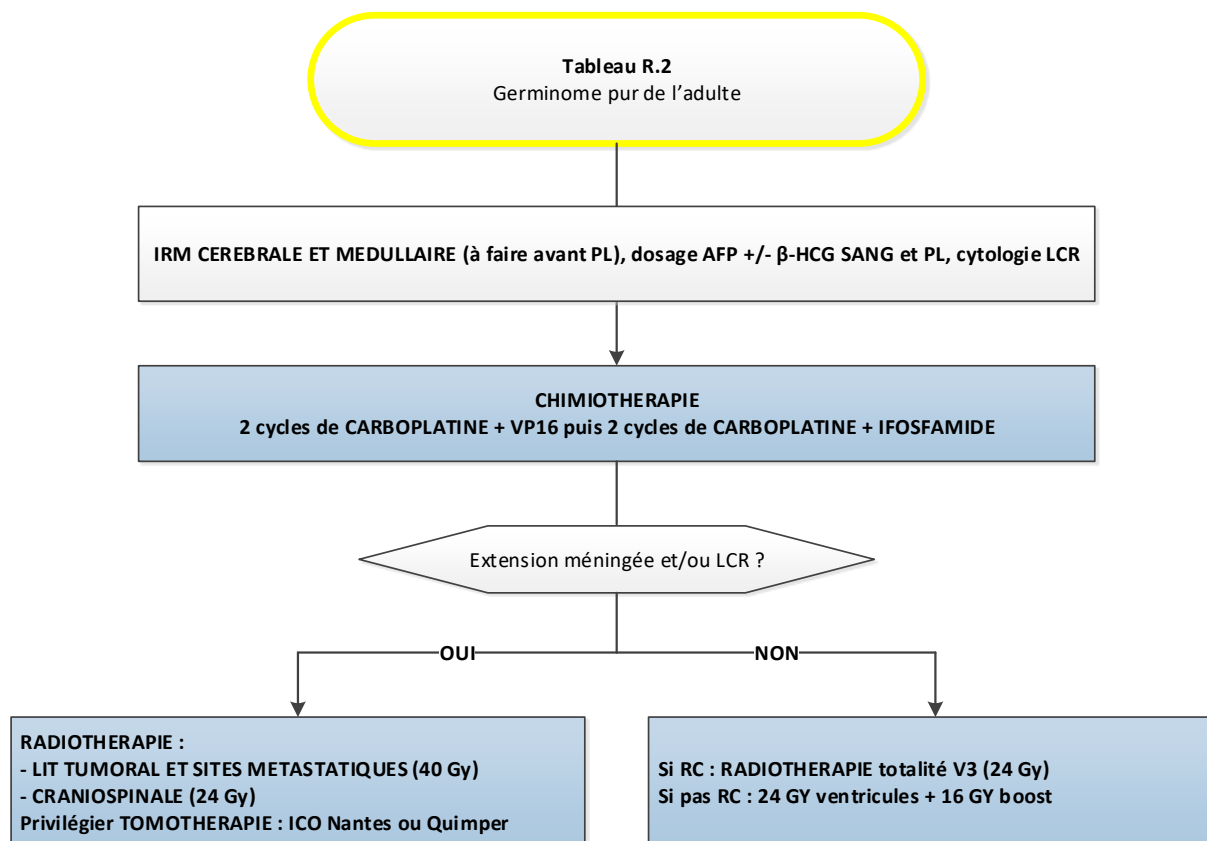 Tableau R.2
Germinome pur de l’adulte
IRM CEREBRALE ET MEDULLAIRE (à faire avant PL), dosage AFP +/- β-HCG SANG et PL, cytologie LCR
CHIMIOTHERAPIE
2 cycles de CARBOPLATINE + VP16 puis 2 cycles de CARBOPLATINE + IFOSFAMIDE
Extension méningée et/ou LCR ?
OUI
NON
RADIOTHERAPIE :
- LIT TUMORAL ET SITES METASTATIQUES (40 Gy)
- CRANIOSPINALE (24 Gy)
Privilégier TOMOTHERAPIE : ICO Nantes ou Quimper
Si RC : RADIOTHERAPIE totalité V3 (24 Gy)
Si pas RC : 24 GY ventricules + 16 GY boost